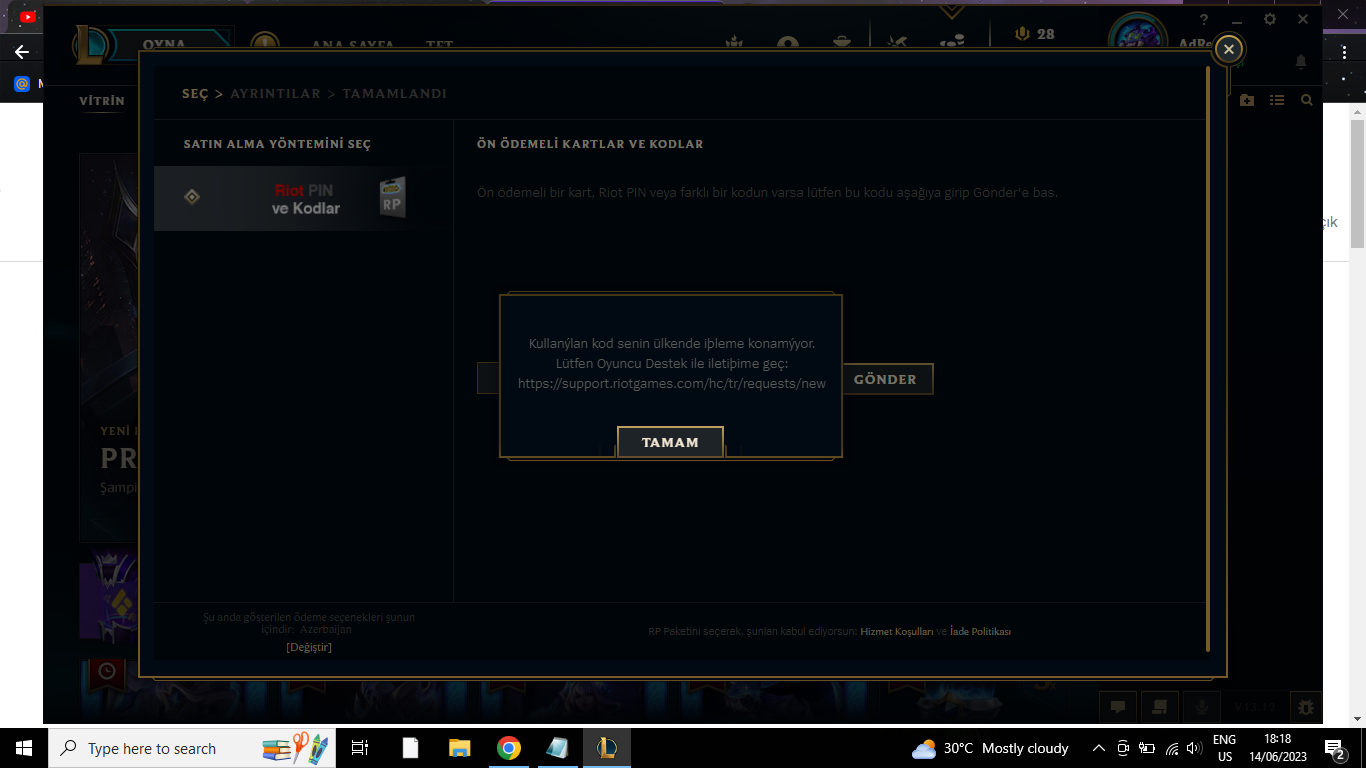 OYNA
ANA SAYFA
TFT
28
?
VİTRİN
SEÇ > AYRINTILAR > TAMAMLANDI
SATIN ALMA YÖNTEMİNİ SEÇ
Riot PIN
ve Kodlar
RP
ÖN ÖDEMELİ KARTLAR VE KODLAR
Ön ödemeli bir kart, Riot PIN veya farklı bir kodun varsa lütfen bu kodu aşağıya girip Gönder'e bas.
Kullanýlan kod senin ülkende iþleme konamýyor.
Lütfen Oyuncu Destek ile iletiþime geç:
https://support.riotgames.com/hc/tr/requests/new
TAMAM
GÖNDER
YENİ
PR
Şampi
Şu anda gösterilen ödeme seçenekleri şunun
içindir: Azerbaijan
[Değiştir]
RP Paketini seçerek, şunları kabul ediyorsun: Hizmet Koşulları ve İade Politikası
V13.12
Type here to search
30°C Mostly cloudy
ENG
US
18:18
14/06/2023
2